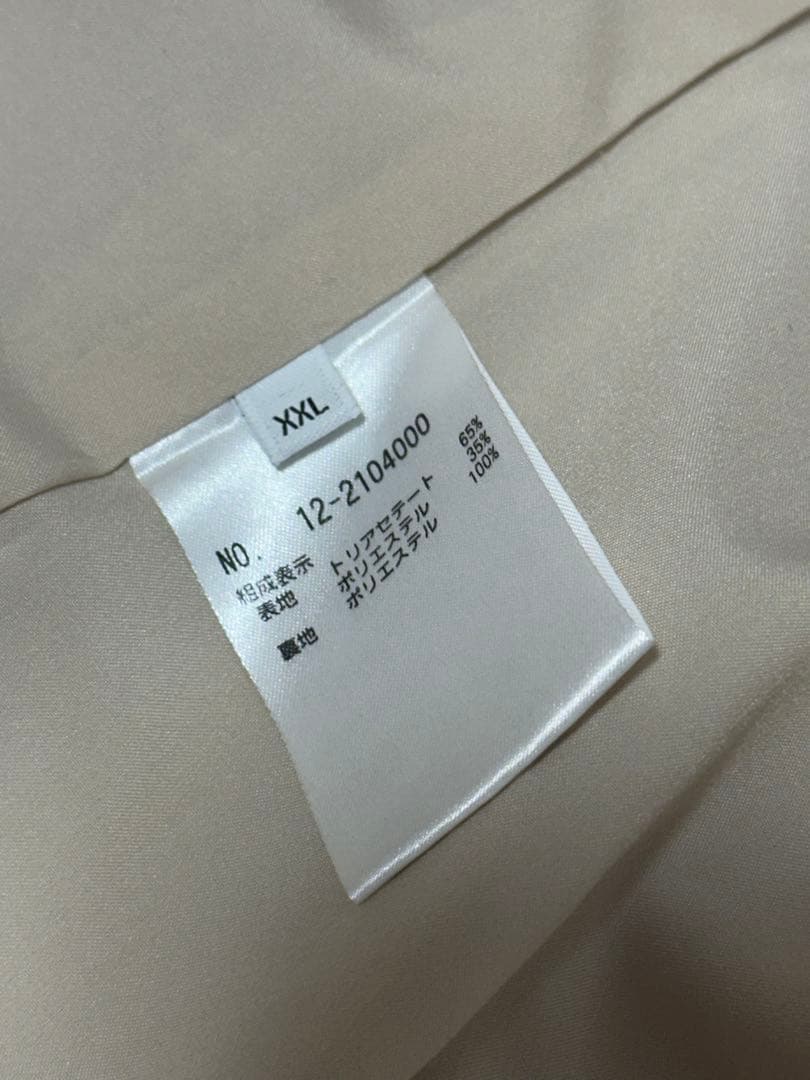 XXL
NO. 12-2104000
組成表示
表地 トリアセテート 65%
ポリエステル 35%
裏地 ポリエステル 100%